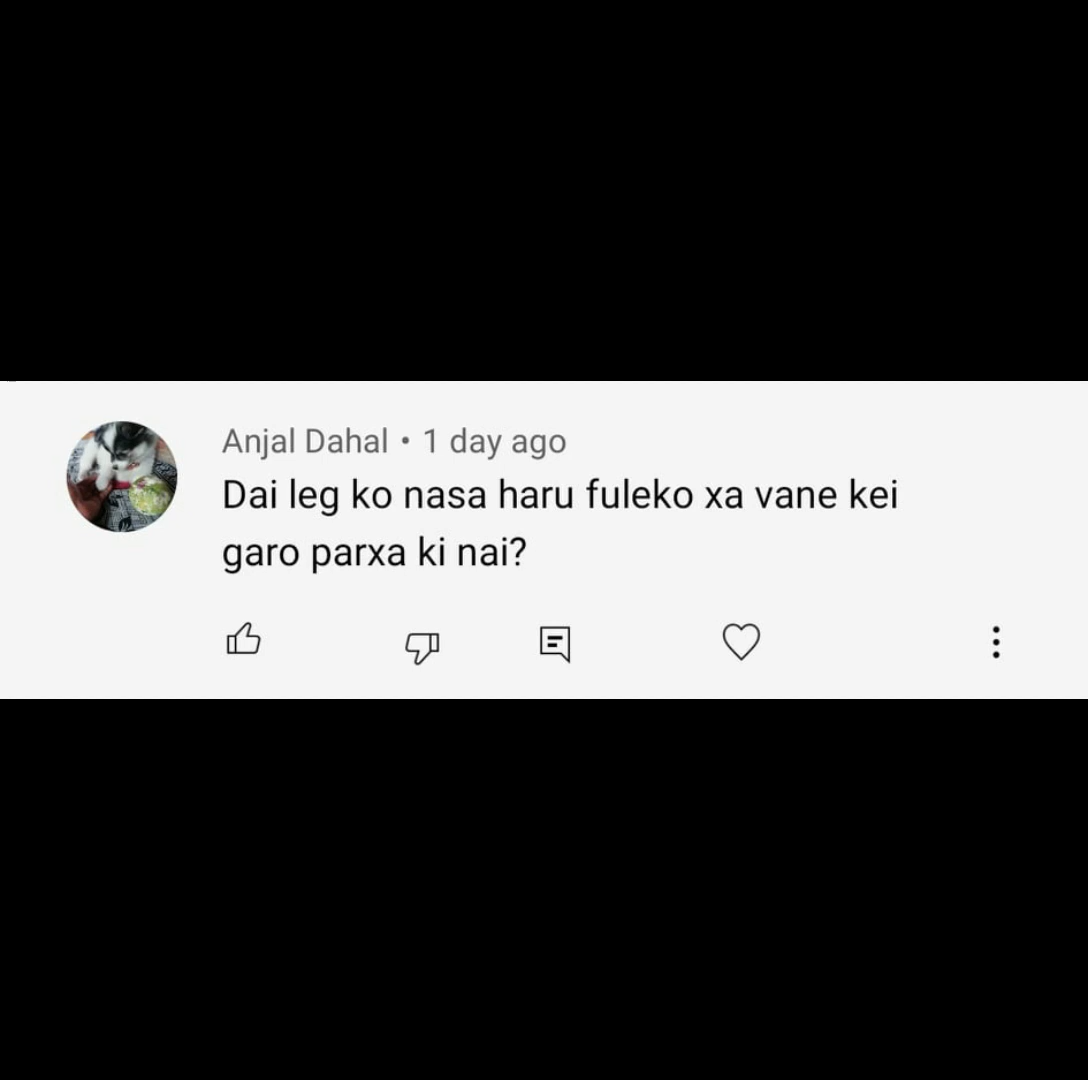 Anjal Dahal • 1 day ago
Dai leg ko nasa haru fuleko xa vane kei
garo parxa ki nai?